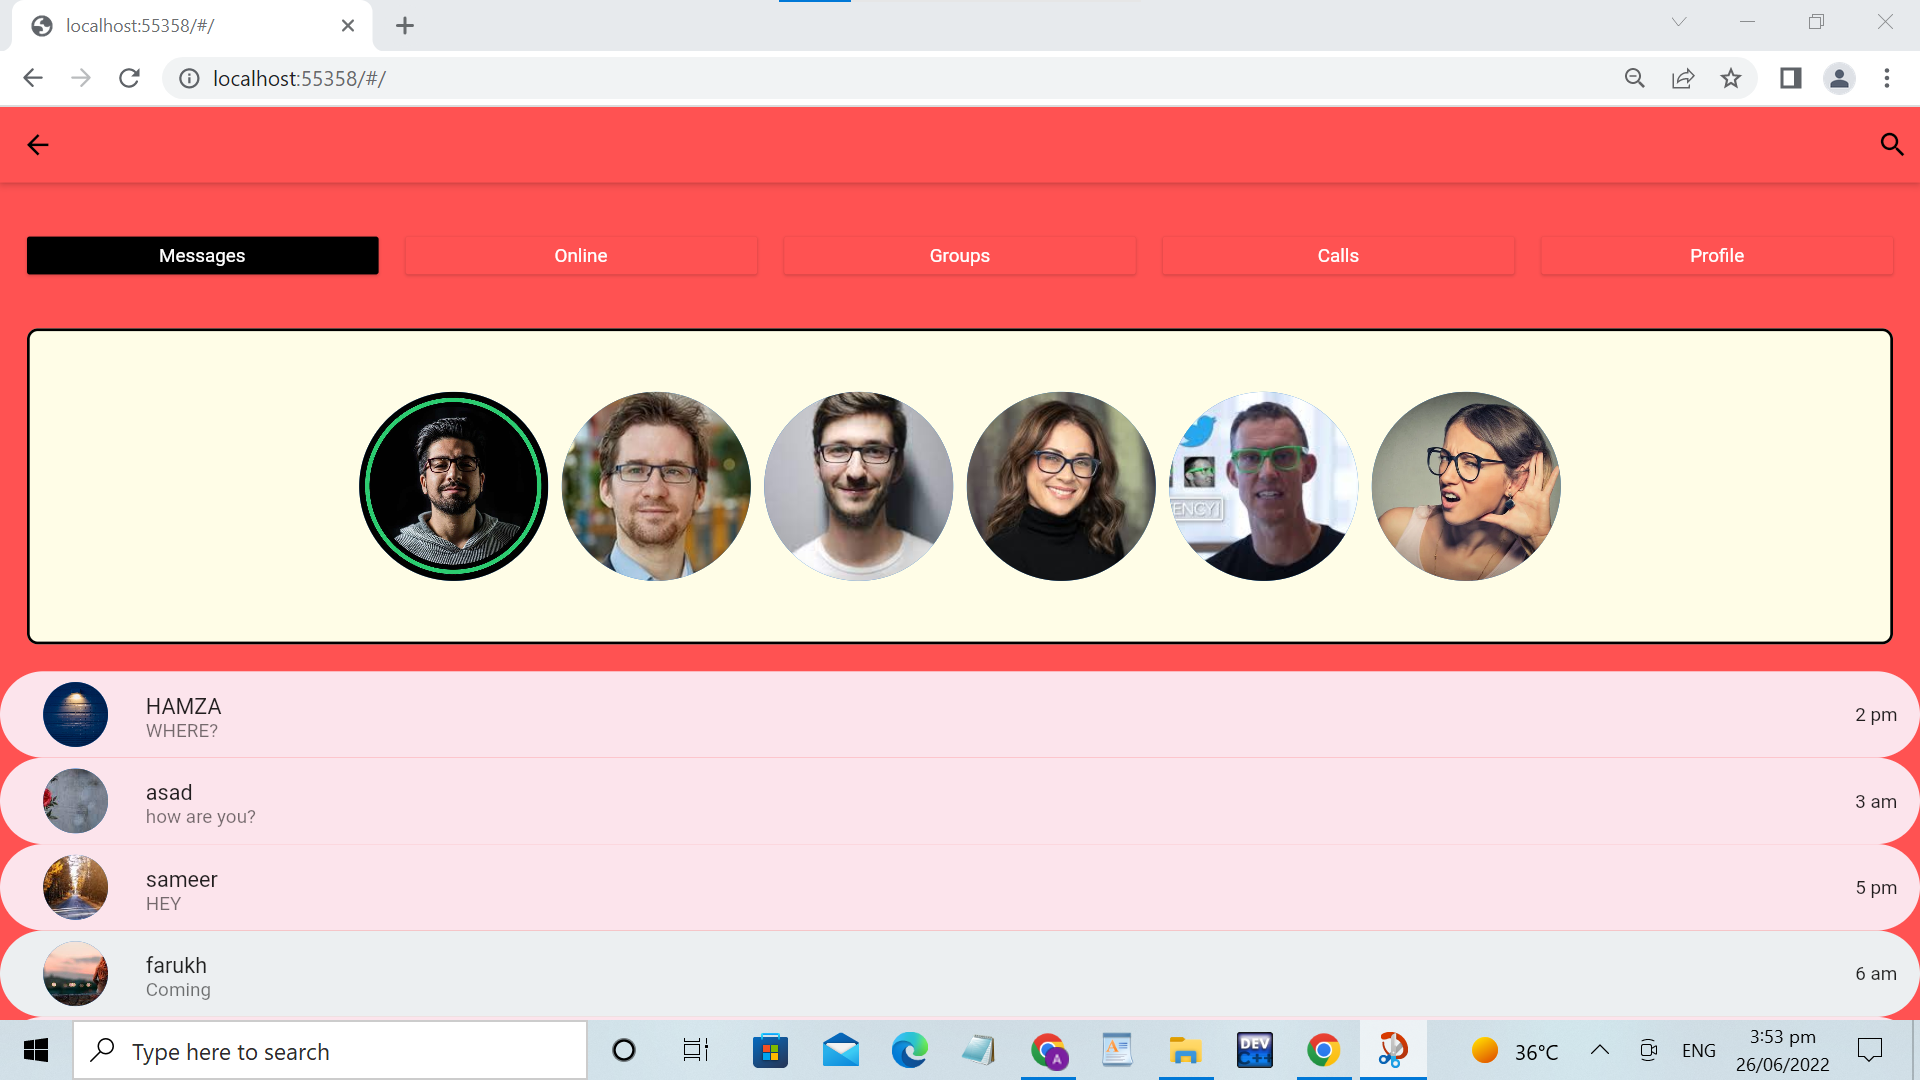 localhost:55358/#/
localhost:55358/#/
Messages
Online
Groups
Calls
Profile
ENCY]
HAMZA
WHERE?
2 pm
asad
how are you?
3 am
sameer
HEY
5 pm
farukh
Coming
6 am
Type here to search
A
A
DEV
C++
36°C
ENG
3:53 pm
26/06/2022